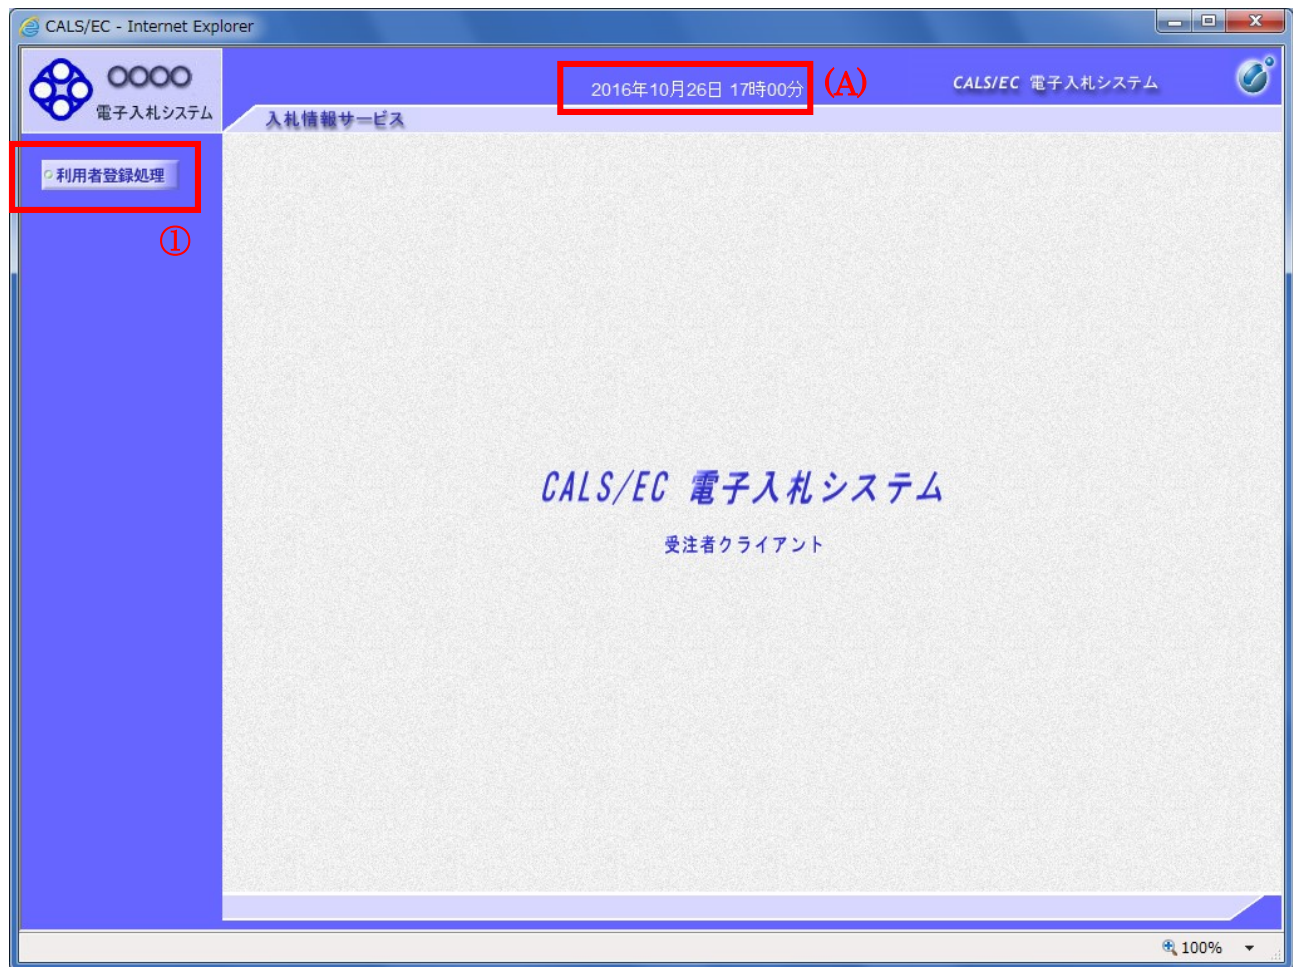 CALS/EC - Internet Explorer
○○○○
電子入札システム
2016年10月26日 17時00分
(A)
CALS/EC 電子入札システム
入札情報サービス
利用者登録処理
①
CALS/EC 電子入札システム
受注者クライアント
100%